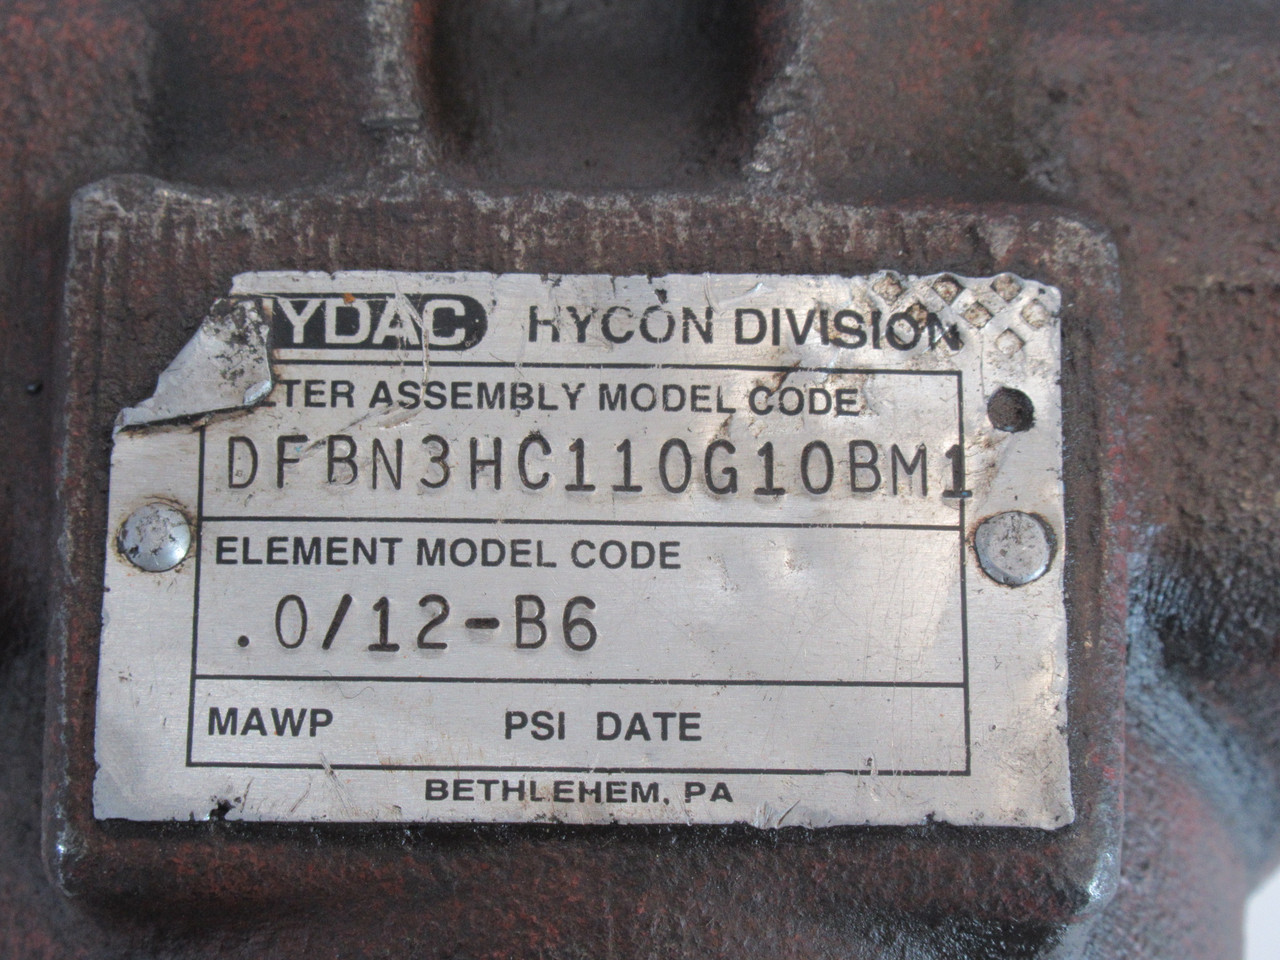 YDAC HYCON DIVISION
LTER ASSEMBLY MODEL CODE
DFBN3HC110G10BM1
ELEMENT MODEL CODE
.0/12-B6
MAWP PSI DATE
BETHLEHEM, PA